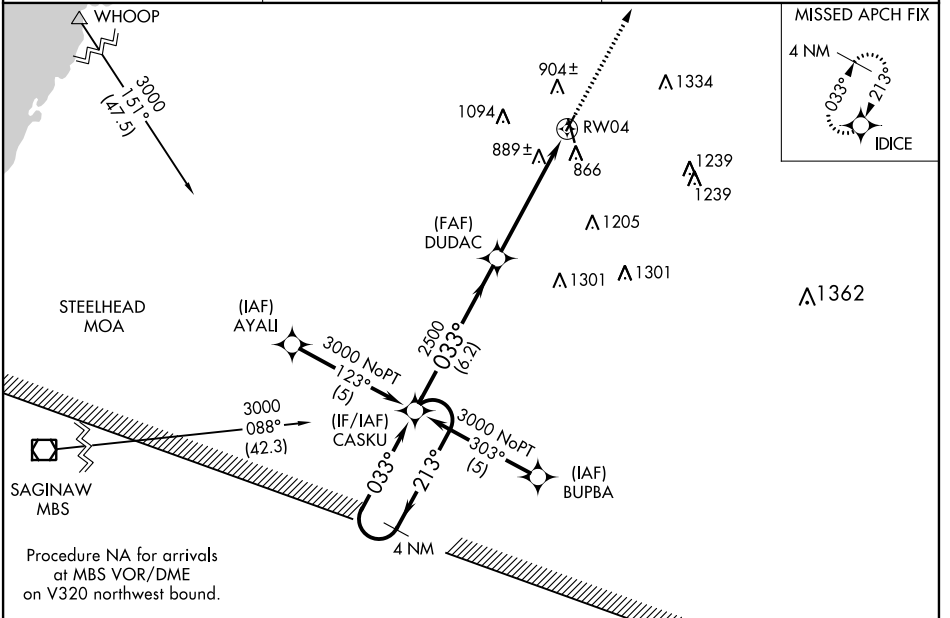 WHOOP
3000
151°
(47.5)
MISSED APCH FIX
4 NM
033°
213°
IDICE
904±
1334
1094
RW04
889±
866
1239
1239
(FAF)
DUDAC
1205
1301
1301
1362
STEELHEAD
MOA
(IAF)
AYALI
2500
033°
(6.2)
3000 NoPT
123°
(5)
3000
088°
(42.3)
(IF/IAF)
CASKU
3000 NoPT
303°
(5)
(IAF)
BUPBA
033°
213°
4 NM
SAGINAW
MBS
Procedure NA for arrivals
at MBS VOR/DME
on V320 northwest bound.